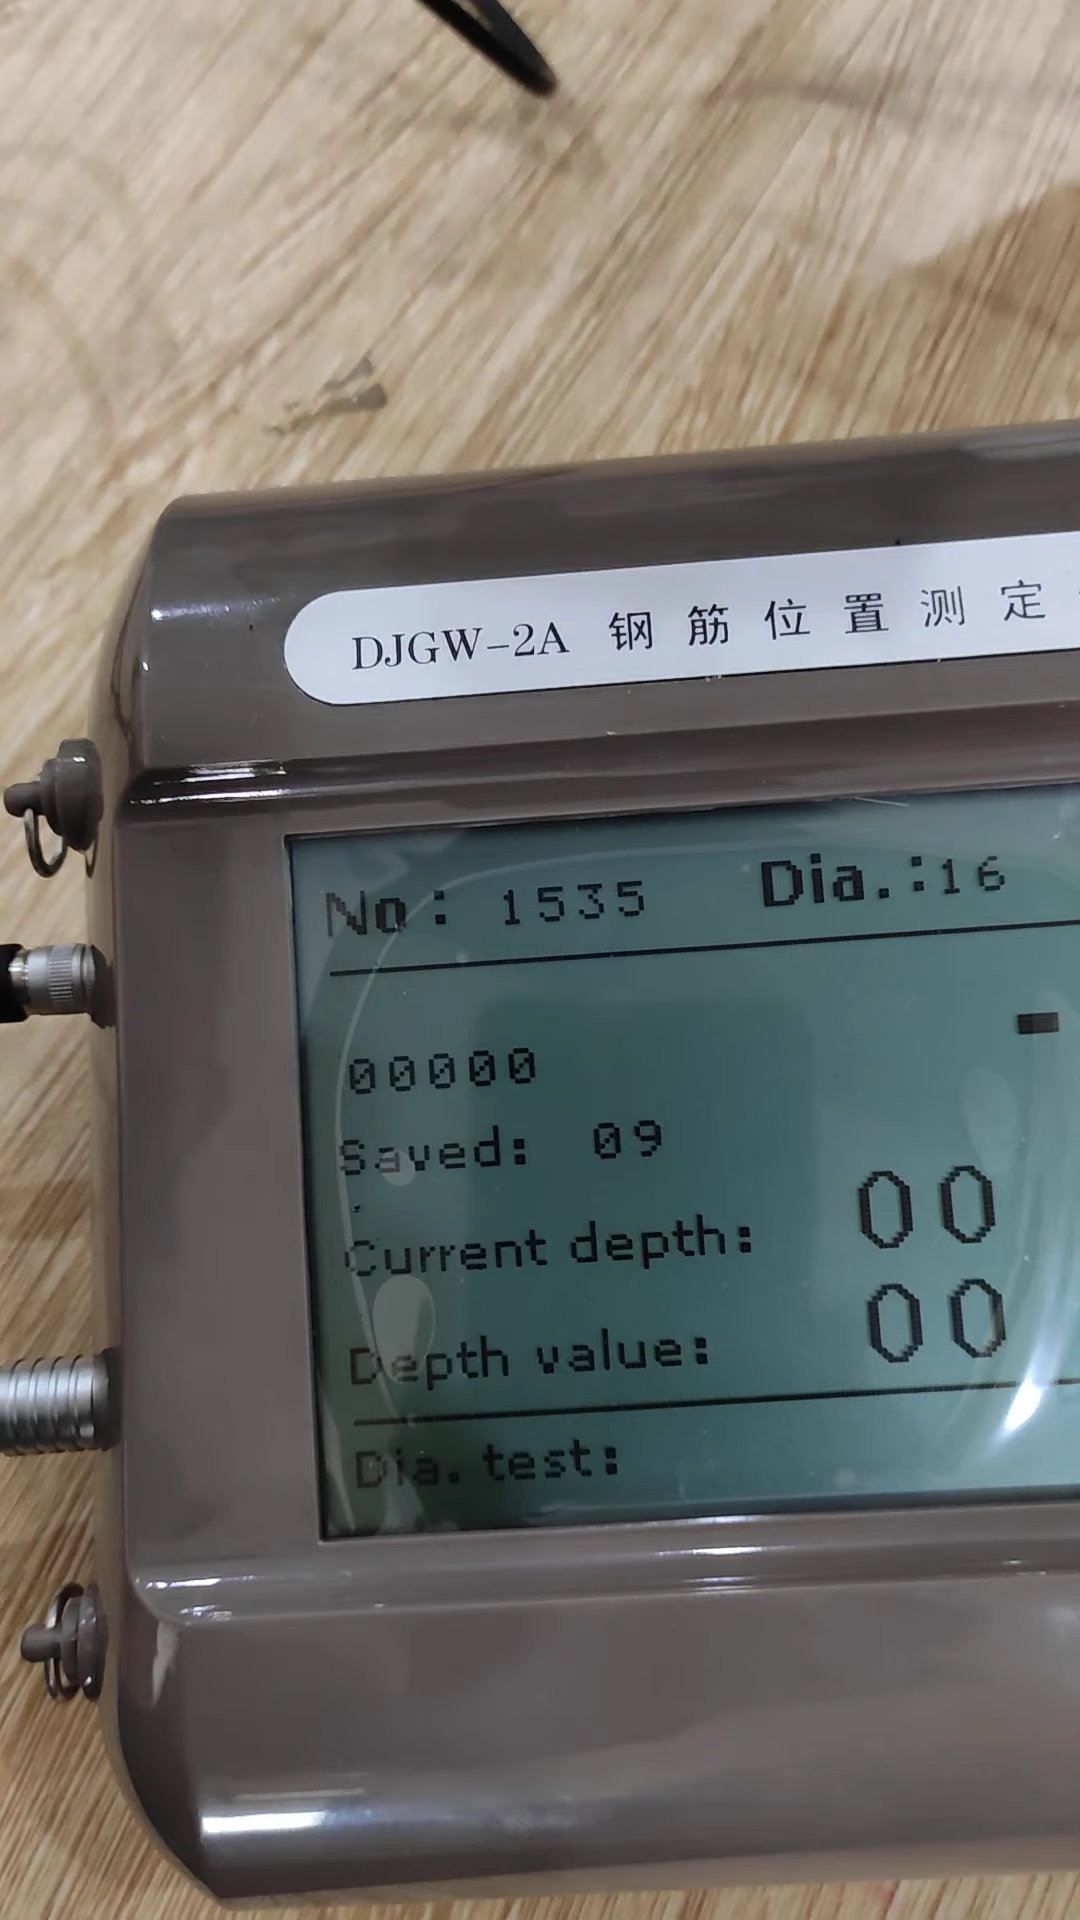 DJGW-2A 钢筋位置测定
No: 1535 Dia.:16
00000
Saved: 09
Current depth: 00
Depth value: 00
Dia. test: